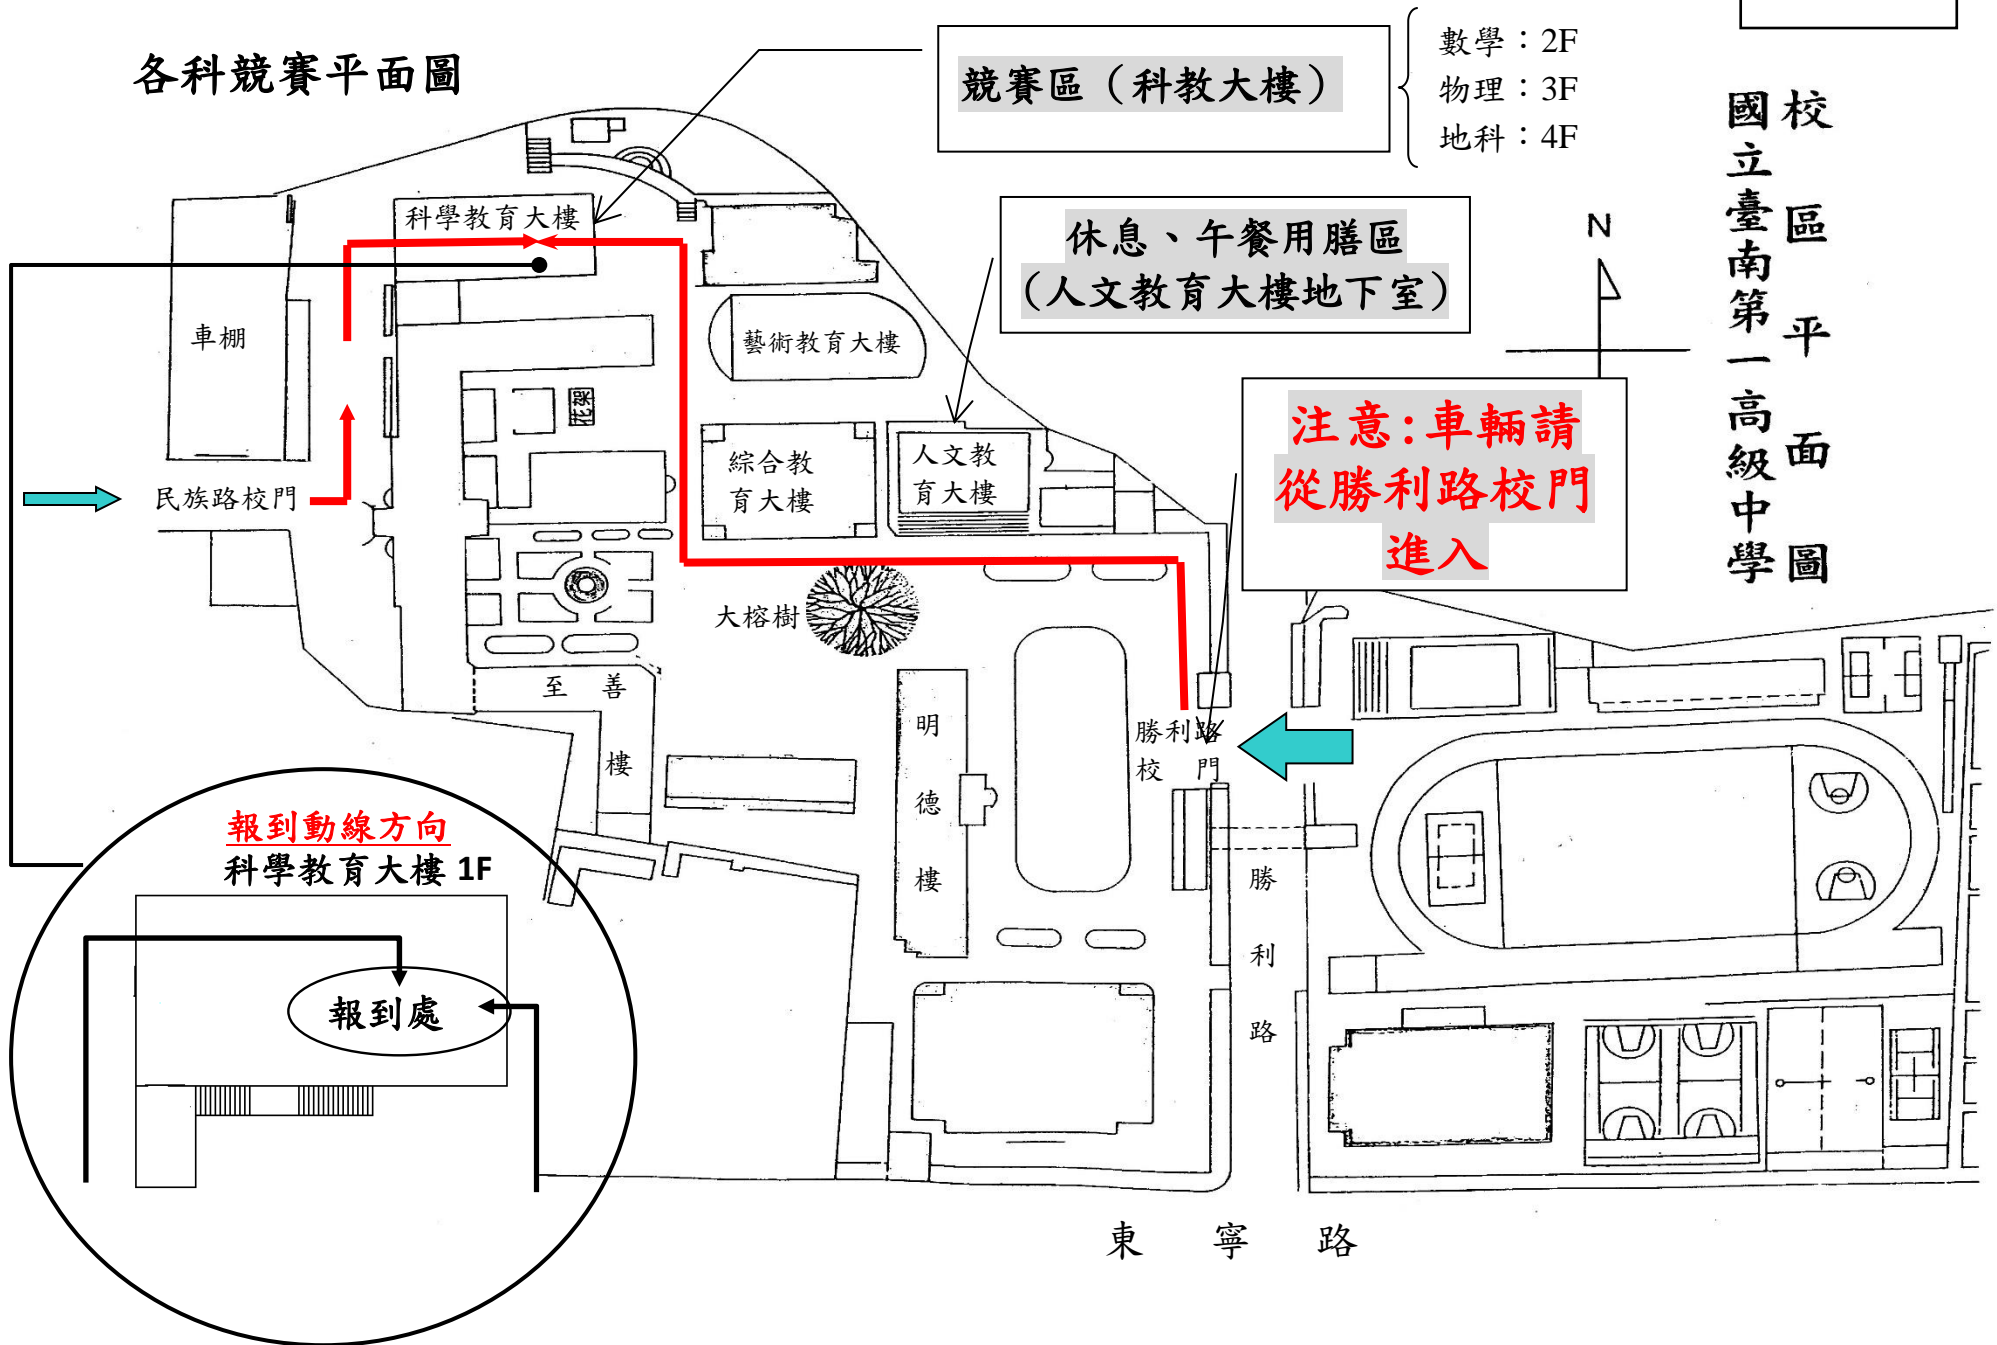 各科競賽平面圖
競賽區（科教大樓）
數學：2F
物理：3F
地科：4F
校區平面圖
國立臺南第一高級中學
N
休息、午餐用膳區
（人文教育大樓地下室）
注意:車輛請
從勝利路校門
進入
科學教育大樓
車棚
藝術教育大樓
花架
綜合教
育大樓
人文教
育大樓
民族路校門
大榕樹
至善樓
明德樓
勝利路
校門
勝利路
報到動線方向
科學教育大樓 1F
報到處
東寧路